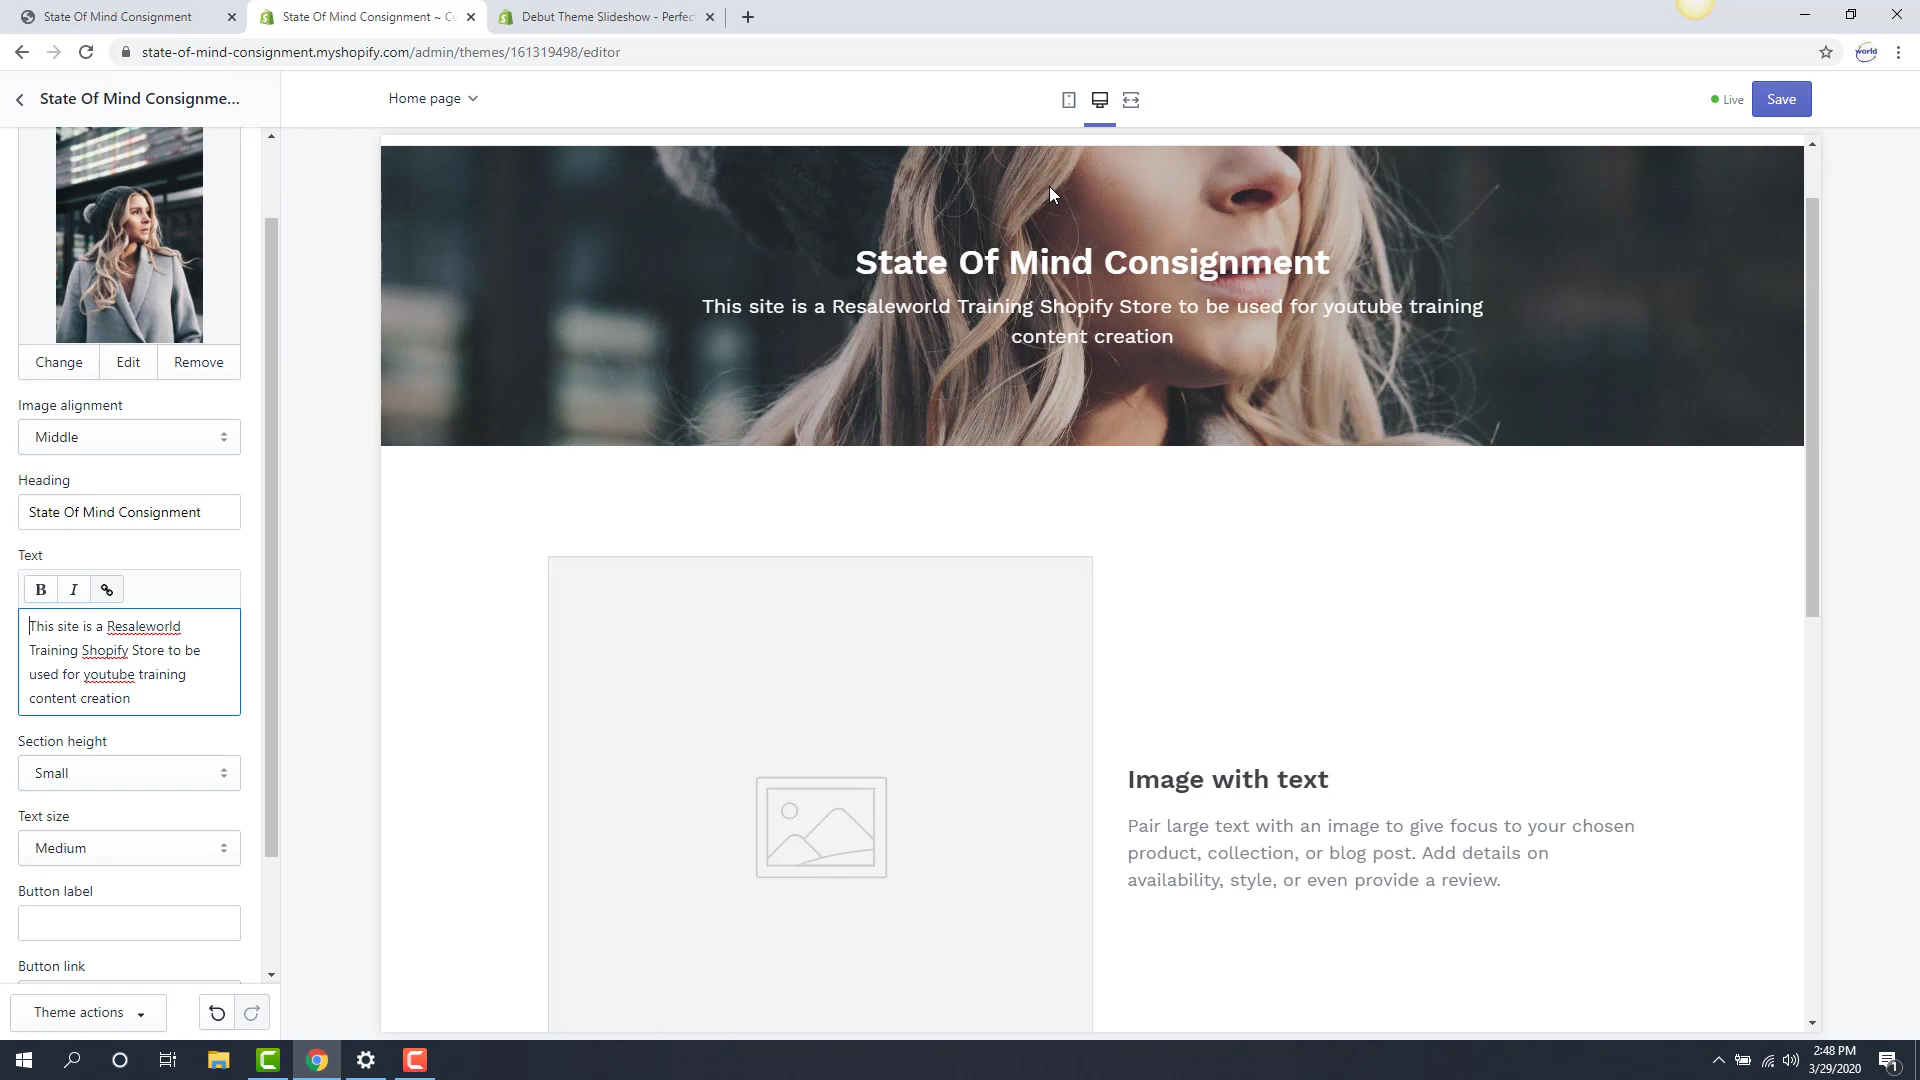 State Of Mind Consignment
State Of Mind Consignment ~ Cu
Debut Theme Slideshow - Perfec
state-of-mind-consignment.myshopify.com/admin/themes/161319498/editor
world
State Of Mind Consignme...
Home page
Live
Save
Change
Edit
Remove
Image alignment
Middle
Heading
State Of Mind Consignment
Text
B
I
This site is a Resaleworld
Training Shopify Store to be
used for youtube training
content creation
Section height
Small
Text size
Medium
Button label
Button link
Theme actions
State Of Mind Consignment
This site is a Resaleworld Training Shopify Store to be used for youtube training
content creation
Image with text
Pair large text with an image to give focus to your chosen
product, collection, or blog post. Add details on
availability, style, or even provide a review.
2:48 PM
3/29/2020
1